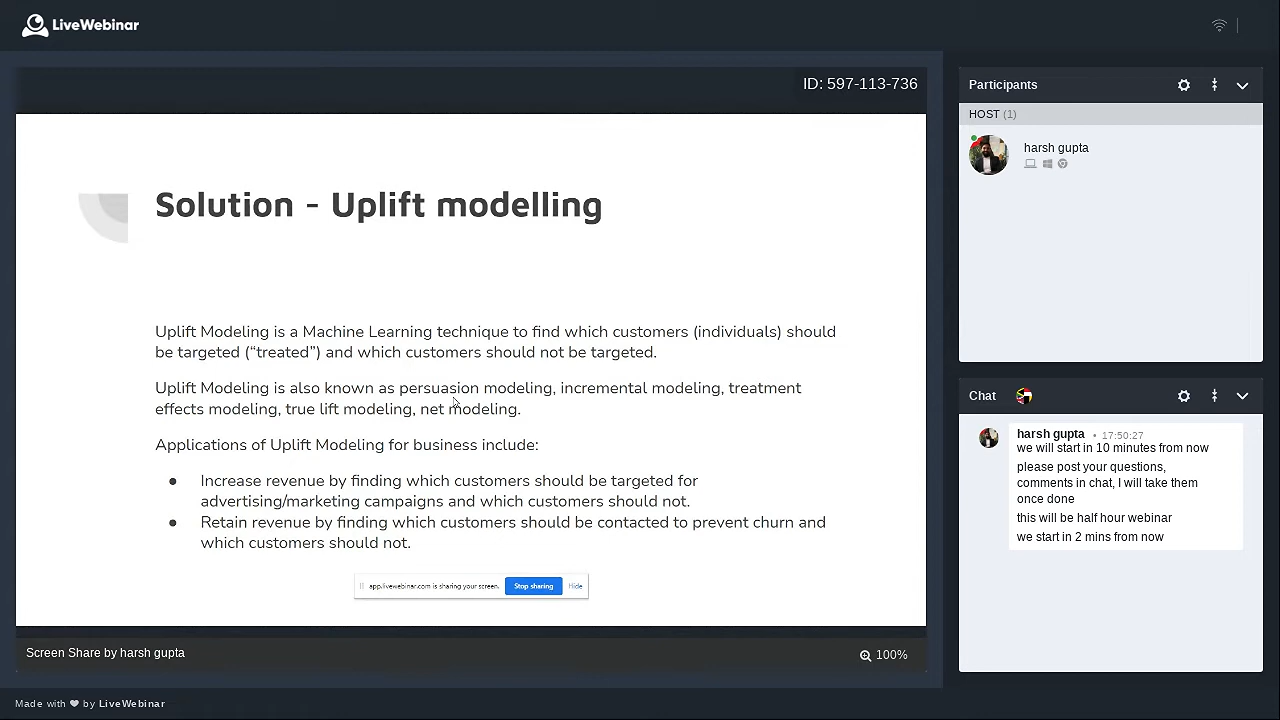 LiveWebinar
ID: 597-113-736
Solution - Uplift modelling
Uplift Modeling is a Machine Learning technique to find which customers (individuals) should
be targeted (“treated”) and which customers should not be targeted.
Uplift Modeling is also known as persuasion modeling, incremental modeling, treatment
effects modeling, true lift modeling, net modeling.
Applications of Uplift Modeling for business include:
● Increase revenue by finding which customers should be targeted for
advertising/marketing campaigns and which customers should not.
● Retain revenue by finding which customers should be contacted to prevent churn and
which customers should not.
app.livewebinar.com is sharing your screen. Stop sharing Hide
Screen Share by harsh gupta
100%
Participants
HOST (1)
harsh gupta
Chat
harsh gupta • 17:50:27
we will start in 10 minutes from now
please post your questions,
comments in chat, I will take them
once done
this will be half hour webinar
we start in 2 mins from now
Made with ❤ by LiveWebinar